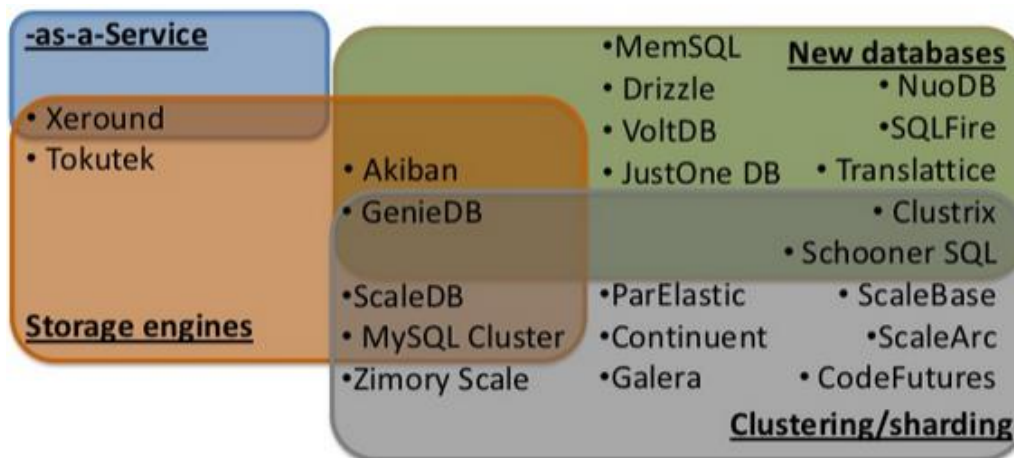 -as-a-Service
• Xeround
• Tokutek
Storage engines
• Akiban
• GenieDB
•ScaleDB
• MySQL Cluster
•Zimory Scale
•MemSQL
• Drizzle
• VoltDB
• JustOne DB
New databases
• NuoDB
•SQLFire
• Translattice
• Clustrix
• Schooner SQL
•ParElastic
•Continuent
•Galera
• ScaleBase
•ScaleArc
• CodeFutures
Clustering/sharding